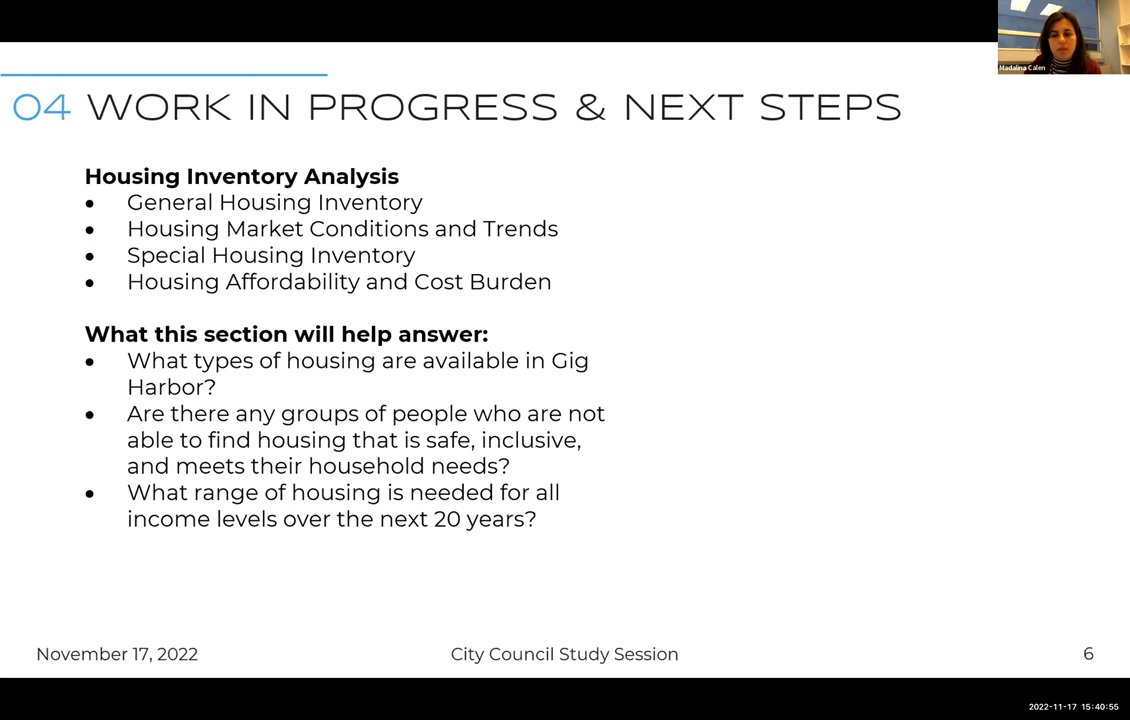 Madalina Calen
04 WORK IN PROGRESS & NEXT STEPS
Housing Inventory Analysis
• General Housing Inventory
• Housing Market Conditions and Trends
• Special Housing Inventory
• Housing Affordability and Cost Burden
What this section will help answer:
• What types of housing are available in Gig
Harbor?
• Are there any groups of people who are not
able to find housing that is safe, inclusive,
and meets their household needs?
• What range of housing is needed for all
income levels over the next 20 years?
November 17, 2022 City Council Study Session 6
2022-11-17 15:40:55